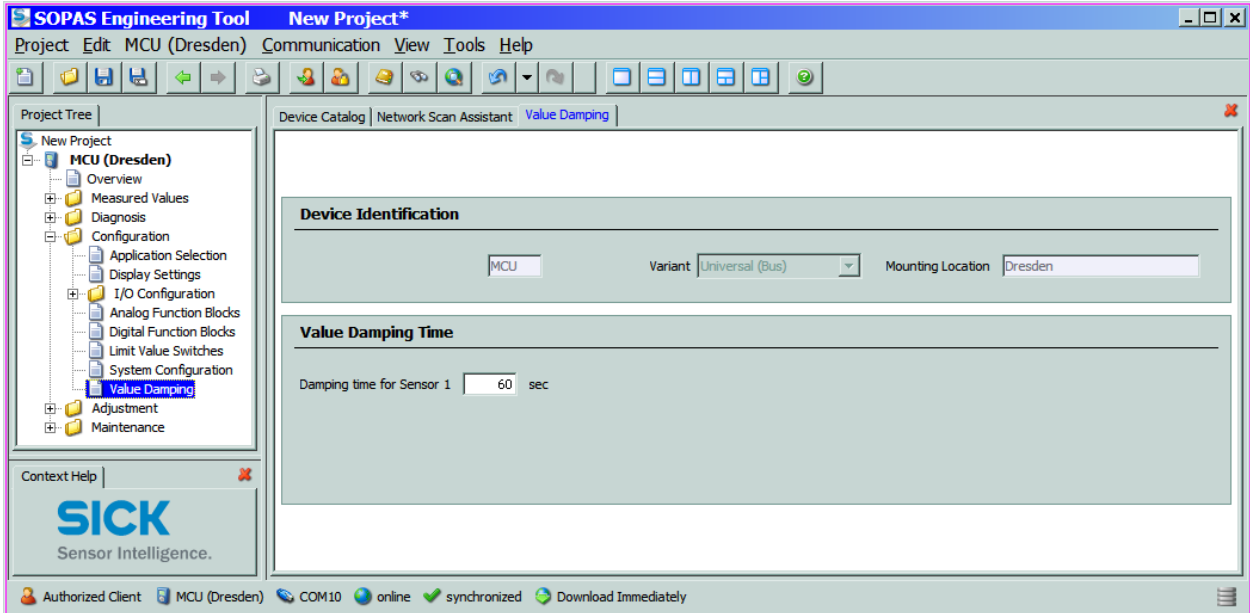 SOPAS Engineering Tool New Project*
Project Edit MCU (Dresden) Communication View Tools Help
Project Tree
New Project
MCU (Dresden)
Overview
Measured Values
Diagnosis
Configuration
Application Selection
Display Settings
I/O Configuration
Analog Function Blocks
Digital Function Blocks
Limit Value Switches
System Configuration
Value Damping
Adjustment
Maintenance
Context Help
SICK
Sensor Intelligence.
Device Catalog Network Scan Assistant Value Damping
Device Identification
MCU Variant Universal (Bus) Mounting Location Dresden
Value Damping Time
Damping time for Sensor 1 60 sec
Authorized Client MCU (Dresden) COM10 online synchronized Download Immediately